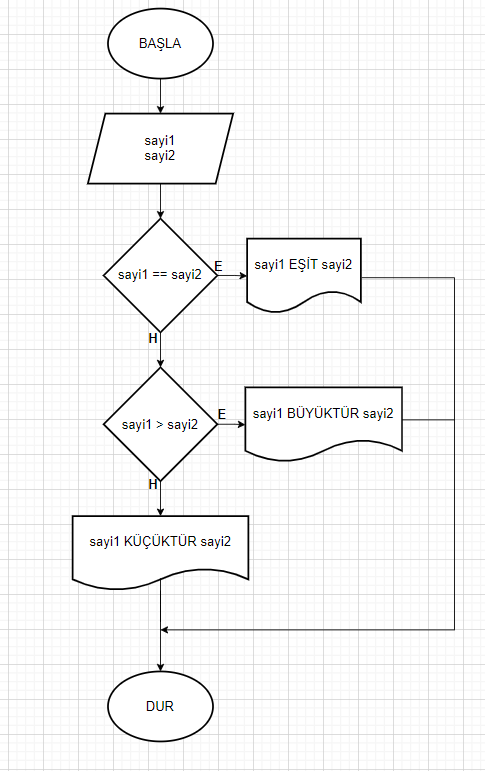 BAŞLA
sayi1
sayi2
sayi1 == sayi2
E
sayi1 EŞİT sayi2
H
sayi1 > sayi2
E
sayi1 BÜYÜKTÜR sayi2
H
sayi1 KÜÇÜKTÜR sayi2
DUR